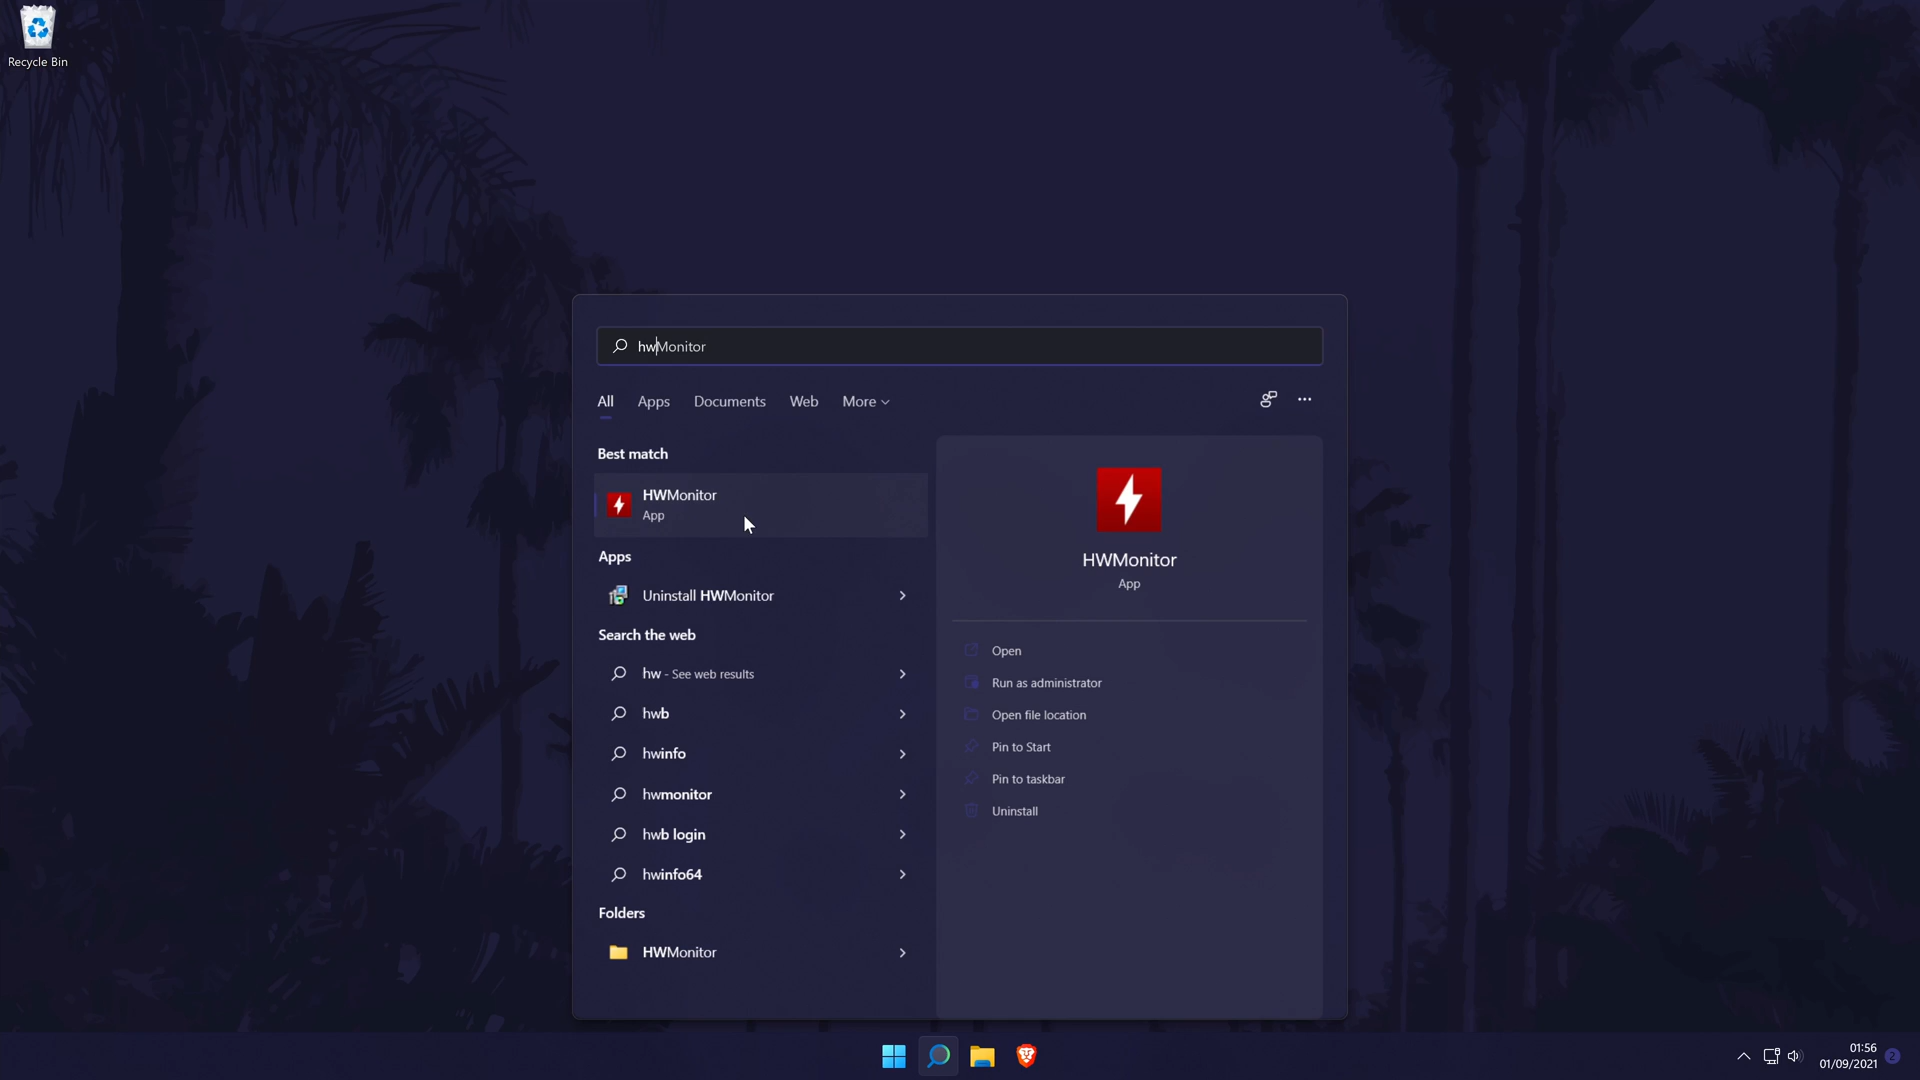 Recycle Bin
hwMonitor
All Apps Documents Web More
Best match
HWMonitor
App
Apps
Uninstall HWMonitor
Search the web
hw - See web results
hwb
hwinfo
hwmonitor
hwb login
hwinfo64
Folders
HWMonitor
HWMonitor
App
Open
Run as administrator
Open file location
Pin to Start
Pin to taskbar
Uninstall
01:56
01/09/2021
2